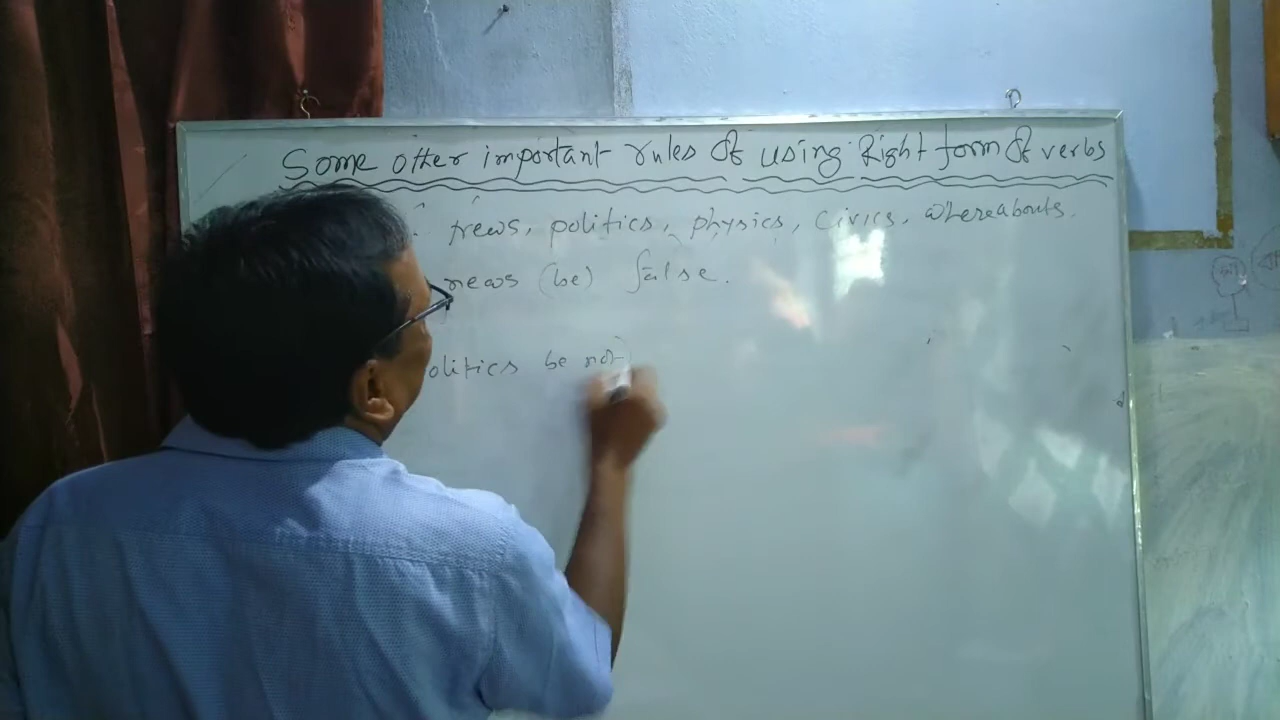 Some other important rules of using Right form of verbs
news, politics, physics, civics, whereabouts.
news (be) false.
olitics be not)